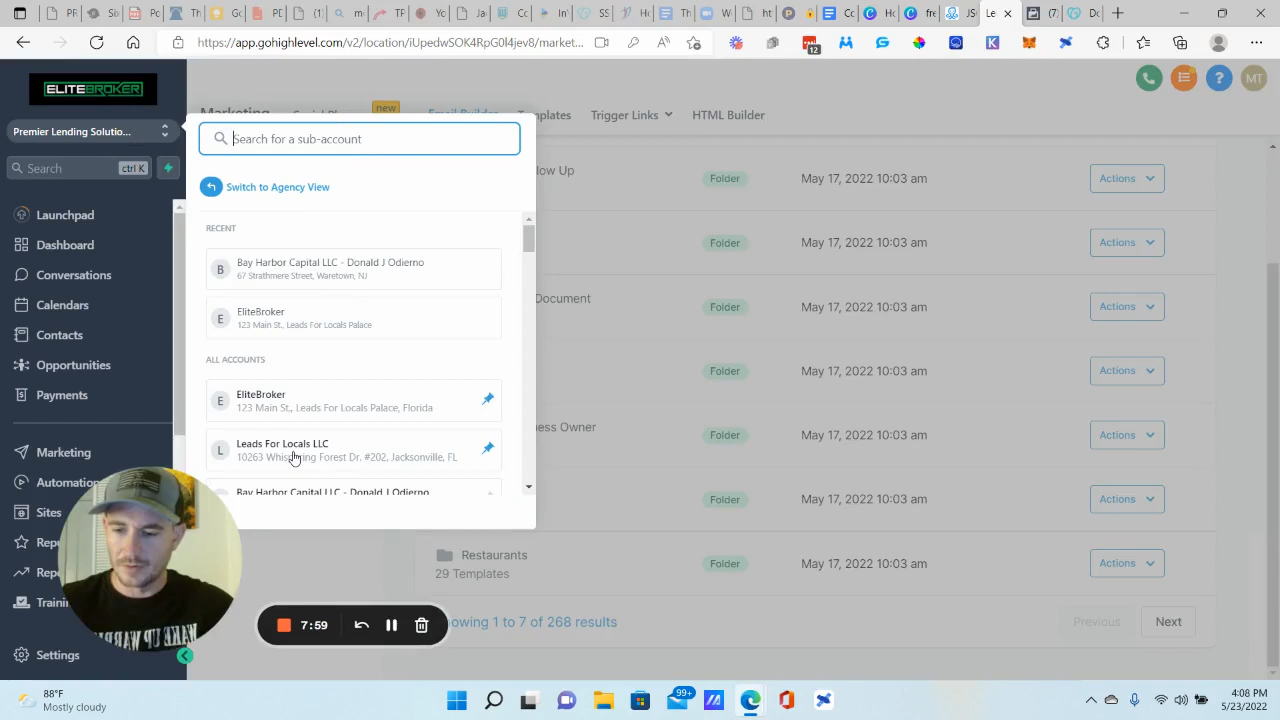 https://app.gohighlevel.com/v2/location/iUpedwSOK4RpG0l4jev8/market...
12
ELITEBROKER
Premier Lending Solutio...
Search
ctrl K
Launchpad
Dashboard
Conversations
Calendars
Contacts
Opportunities
Payments
Marketing
Automation
Sites
Settings
MT
new
Marketing
Email Builder
Trigger Links
HTML Builder
Search for a sub-account
Switch to Agency View
RECENT
B
Bay Harbor Capital LLC - Donald J Odierno
67 Strathmere Street, Waretown, NJ
E
EliteBroker
123 Main St., Leads For Locals Palace
ALL ACCOUNTS
E
EliteBroker
123 Main St., Leads For Locals Palace, Florida
L
Leads For Locals LLC
10263 Whispering Forest Dr. #202, Jacksonville, FL
Bay Harbor Capital LLC - Donald J Odierno
low Up
Folder
May 17, 2022 10:03 am
Actions
Folder
May 17, 2022 10:03 am
Actions
Document
Folder
May 17, 2022 10:03 am
Actions
Folder
May 17, 2022 10:03 am
Actions
ness Owner
Folder
May 17, 2022 10:03 am
Actions
Folder
May 17, 2022 10:03 am
Actions
Restaurants
29 Templates
Folder
May 17, 2022 10:03 am
Actions
owing 1 to 7 of 268 results
Previous
Next
7:59
WAKE UP WARR
88°F
Mostly cloudy
99+
4:08 PM
5/23/2022